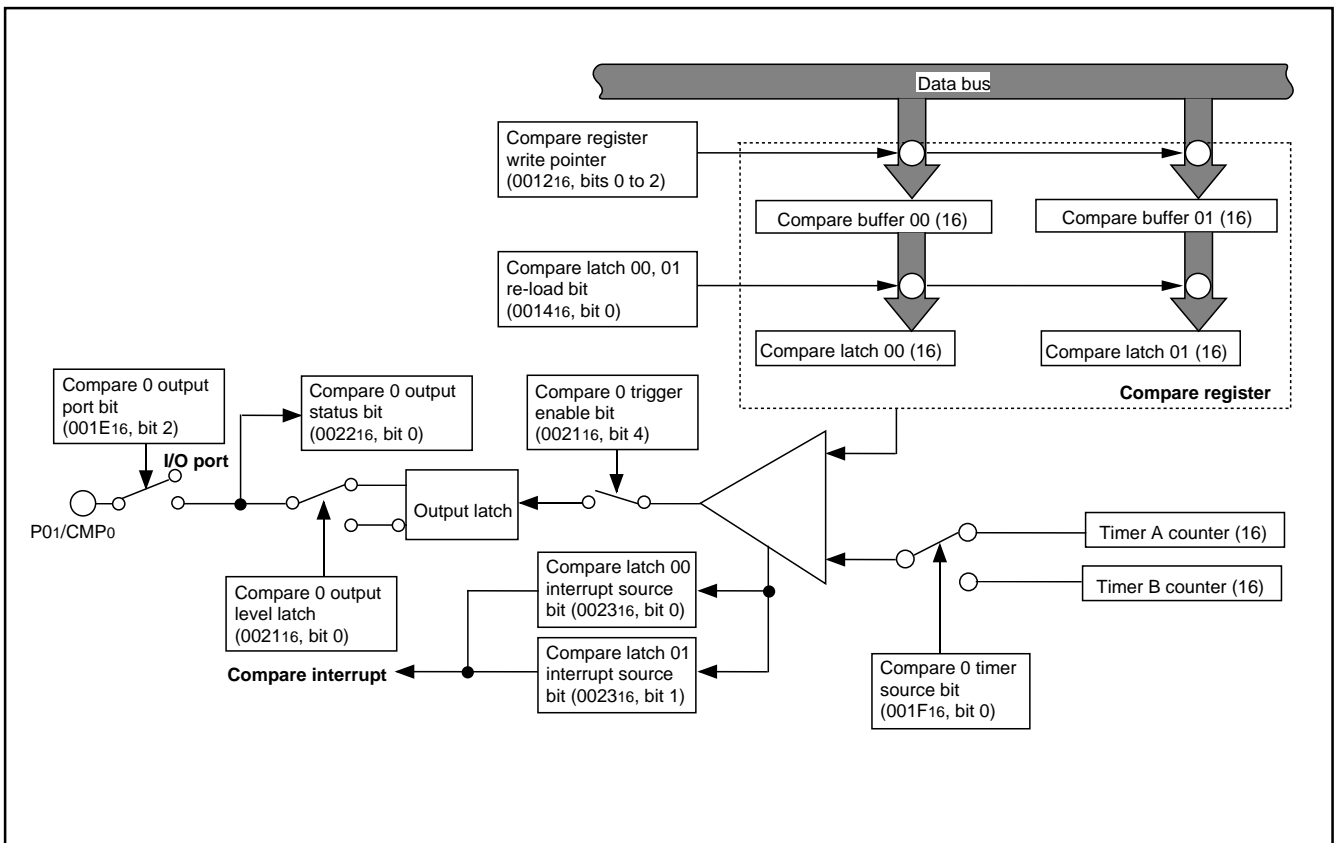 Data bus
Compare register
write pointer
(001216, bits 0 to 2)
Compare buffer 00 (16)
Compare buffer 01 (16)
Compare latch 00, 01
re-load bit
(001416, bit 0)
Compare latch 00 (16)
Compare latch 01 (16)
Compare register
Compare 0 output
port bit
(001E16, bit 2)
Compare 0 output
status bit
(002216, bit 0)
Compare 0 trigger
enable bit
(002116, bit 4)
I/O port
P01/CMP0
Output latch
Timer A counter (16)
Timer B counter (16)
Compare 0 output
level latch
(002116, bit 0)
Compare latch 00
interrupt source
bit (002316, bit 0)
Compare latch 01
interrupt source
bit (002316, bit 1)
Compare interrupt
Compare 0 timer
source bit
(001F16, bit 0)